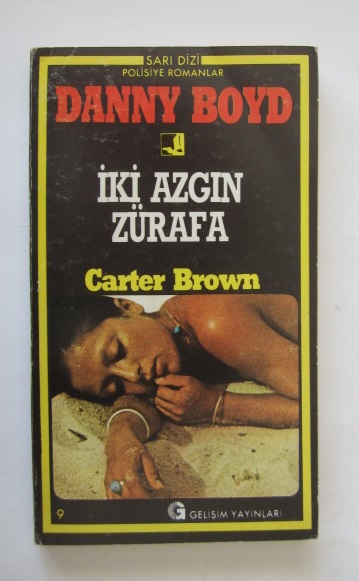 SARI DİZİ
POLİSİYE ROMANLAR
DANNY BOYD
İKİ AZGIN
ZÜRAFA
Carter Brown
9
GELİŞİM YAYINLARI